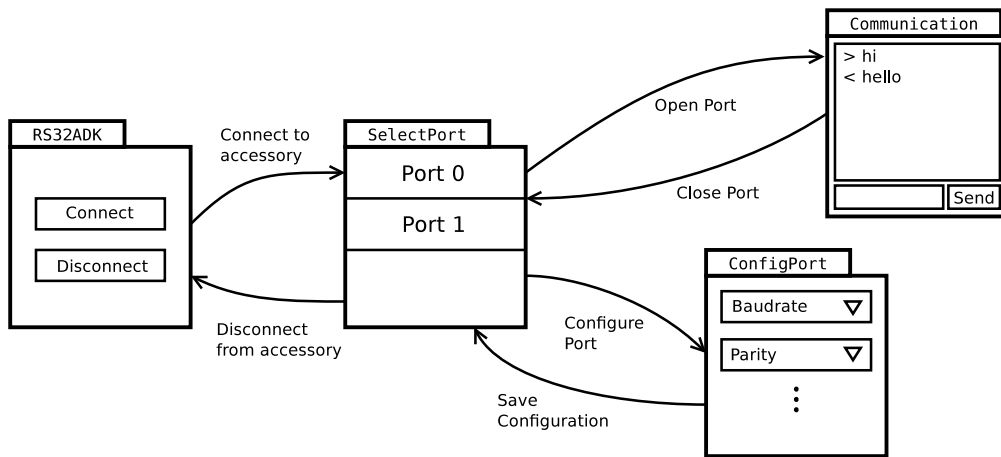 RS32ADK
Connect
Disconnect
Connect to
accessory
Disconnect
from accessory
SelectPort
Port 0
Port 1
Open Port
Close Port
Communication
> hi
< hello
Send
Configure
Port
Save
Configuration
ConfigPort
Baudrate
Parity